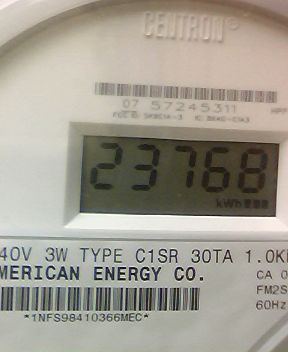 CENTRON®
07 57245311
23768
kWh
40V 3W TYPE C1SR 30TA 1.0K
MERICAN ENERGY CO.
CA 0
FM2S
60Hz
*1NFS98410366MEC*